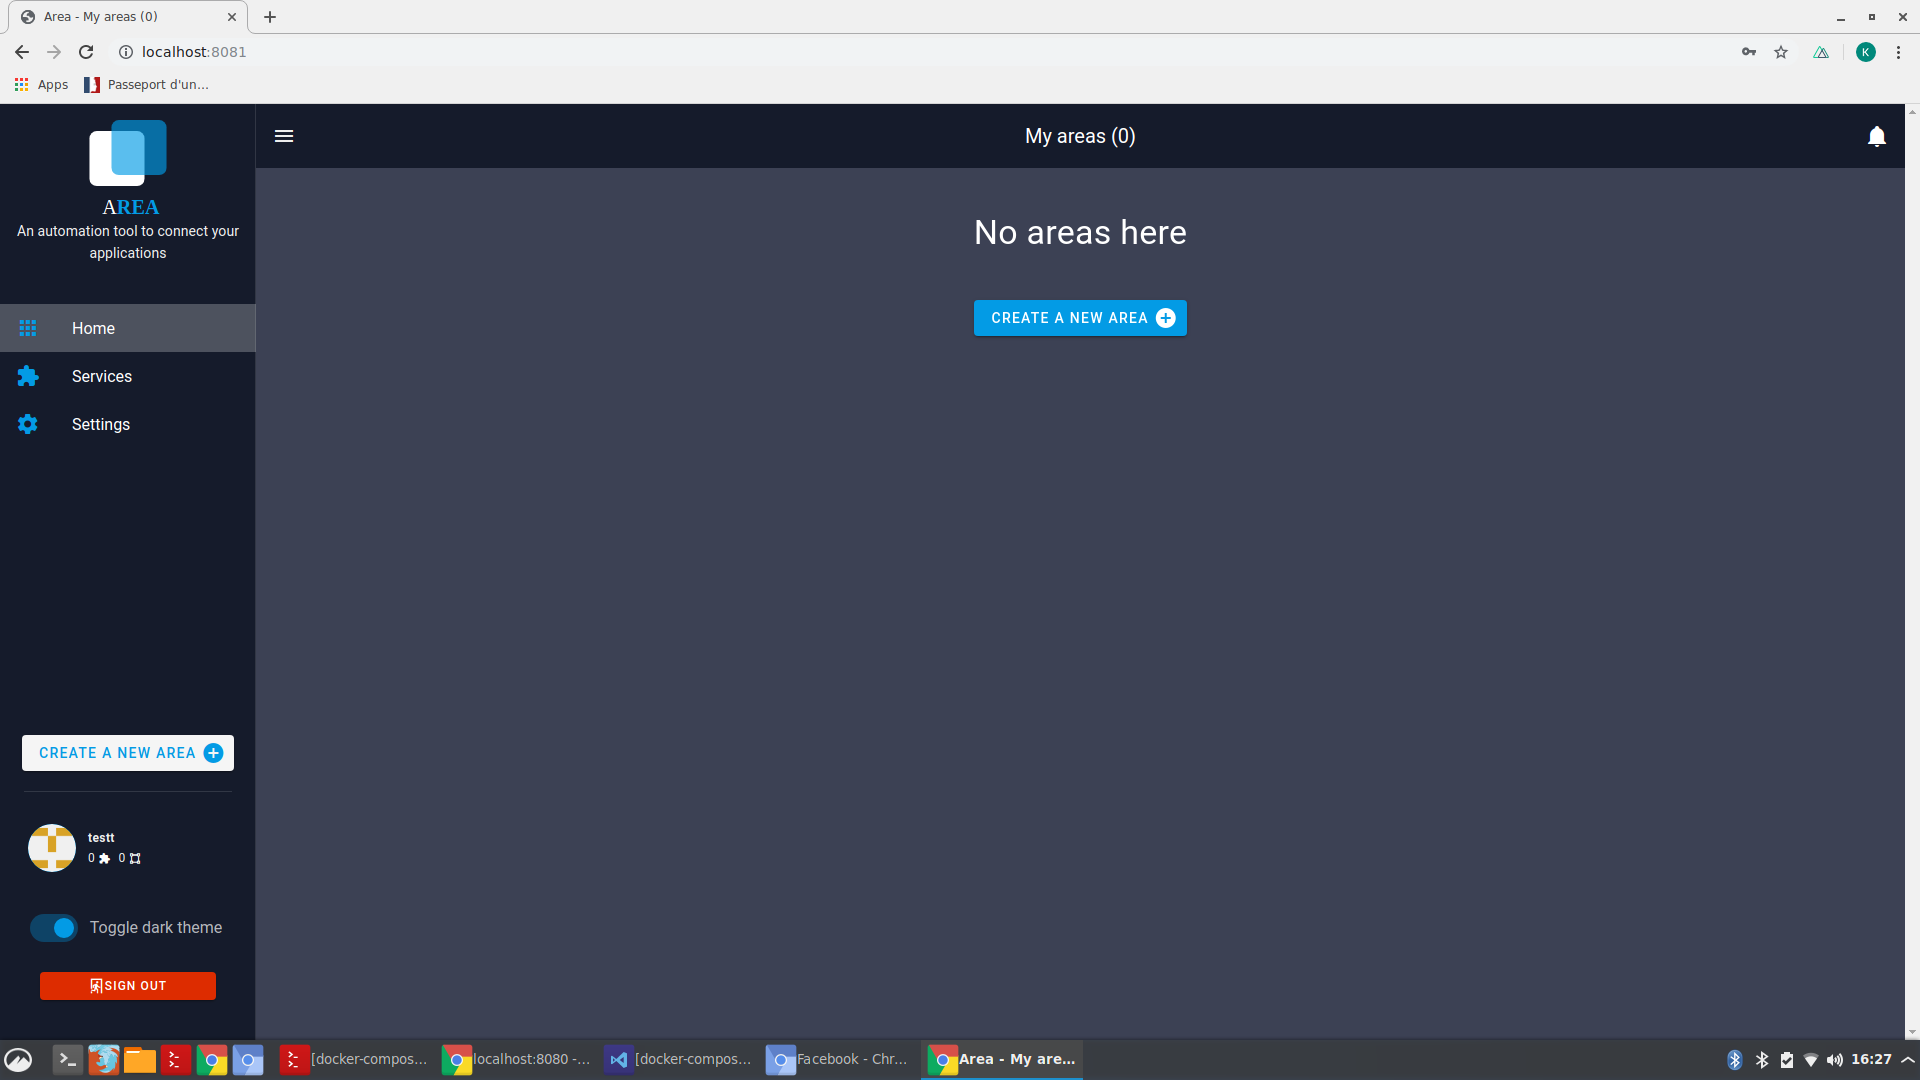 Area - My areas (0)
localhost:8081
K
Apps
Passeport d'un...
AREA
An automation tool to connect your
applications
My areas (0)
No areas here
CREATE A NEW AREA
Home
Services
Settings
CREATE A NEW AREA
testt
0 0
Toggle dark theme
SIGN OUT
[docker-compos...
localhost:8080 -...
[docker-compos...
Facebook - Chr...
Area - My are...
16:27